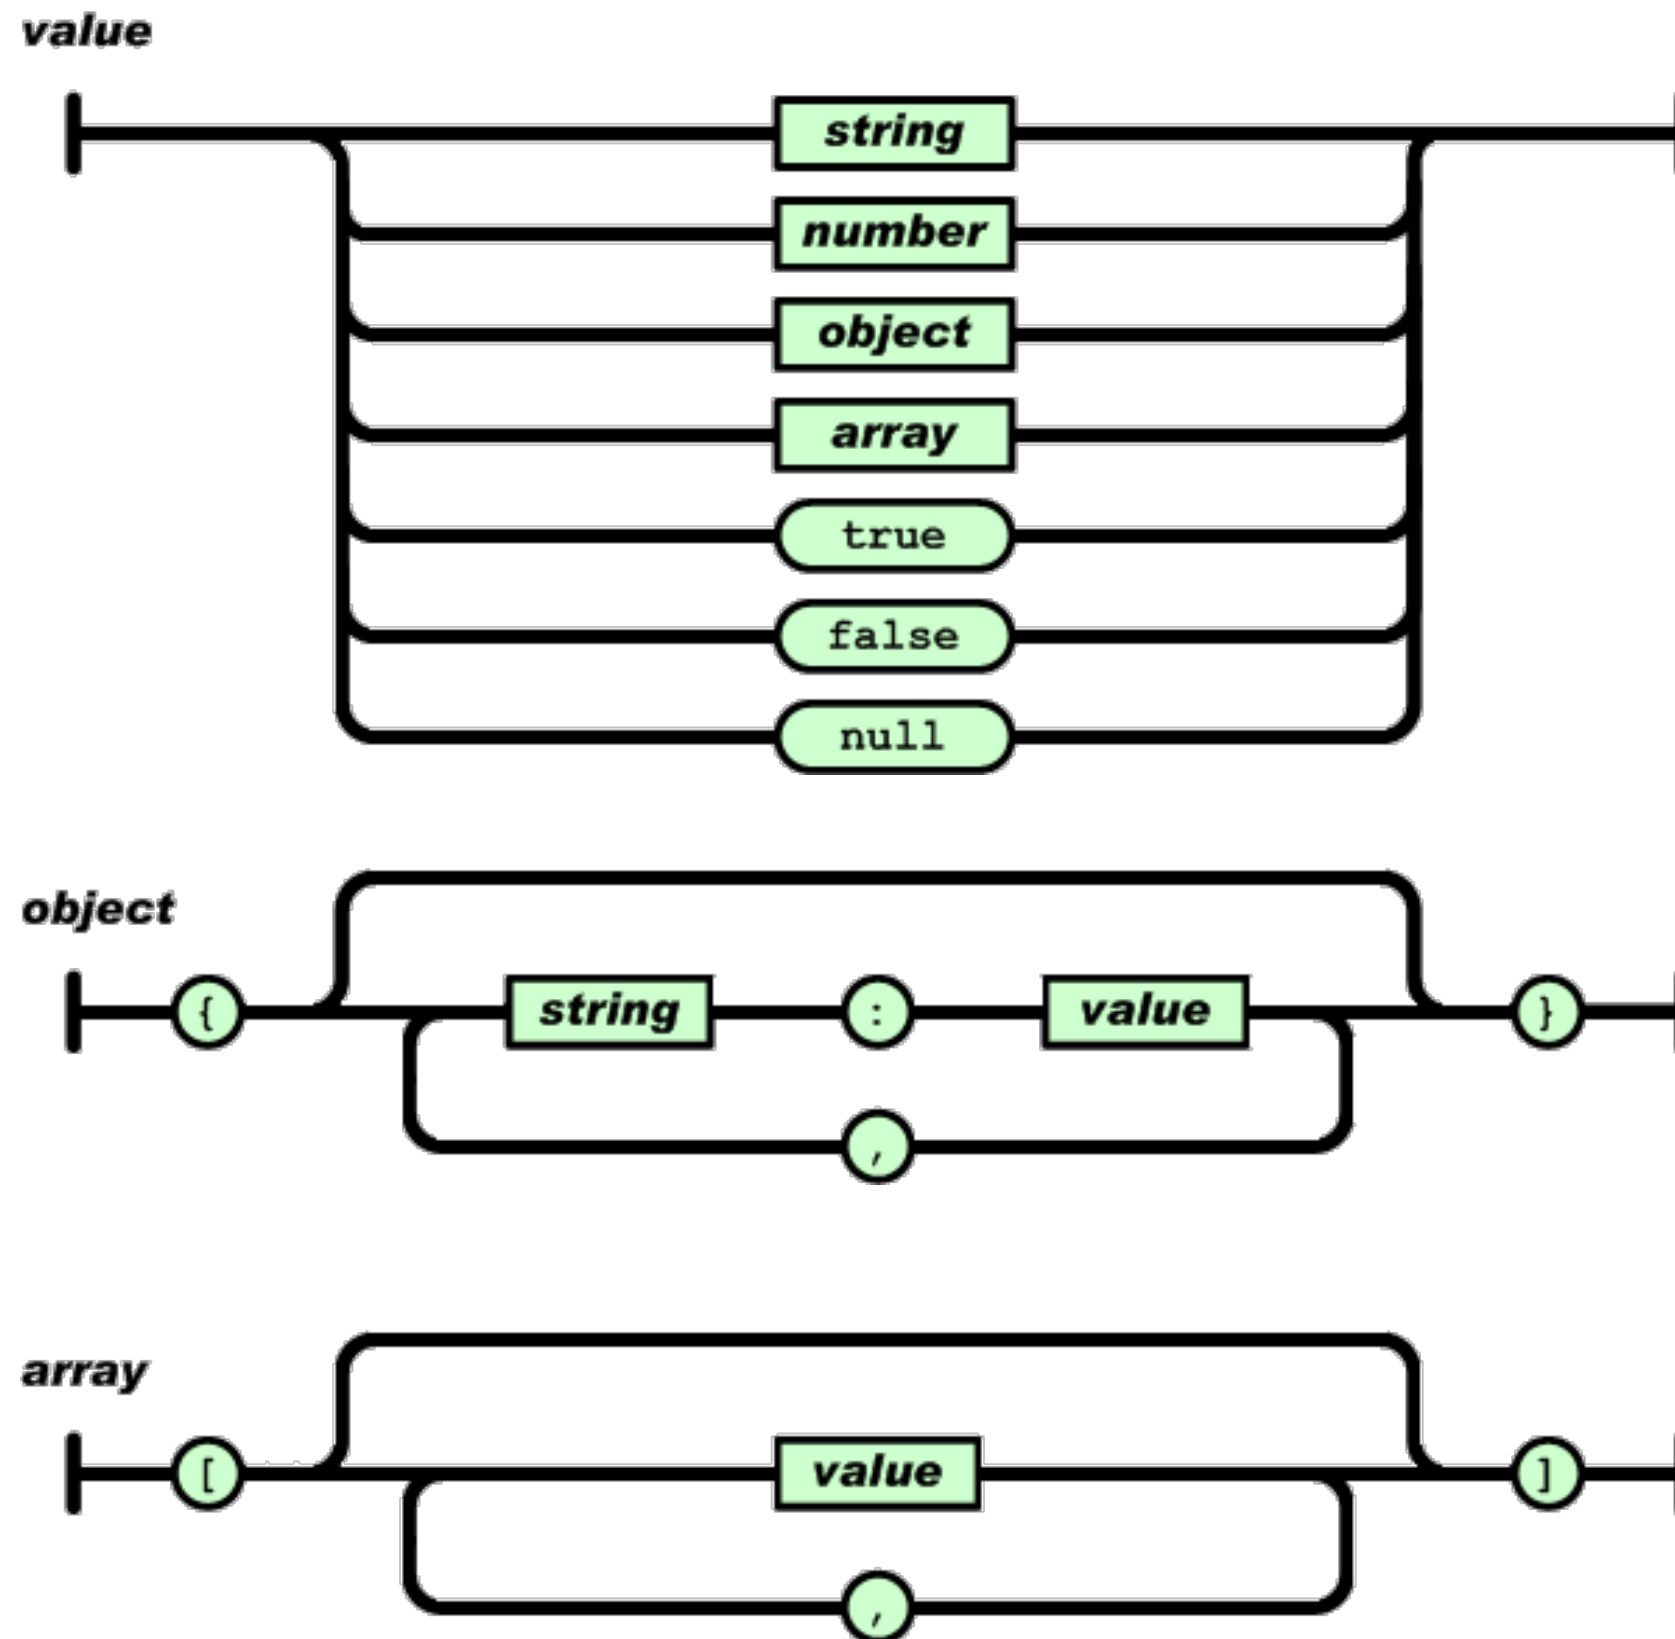 value
string
number
object
array
true
false
null
object
{ string : value }
,
array
[ value ]
,